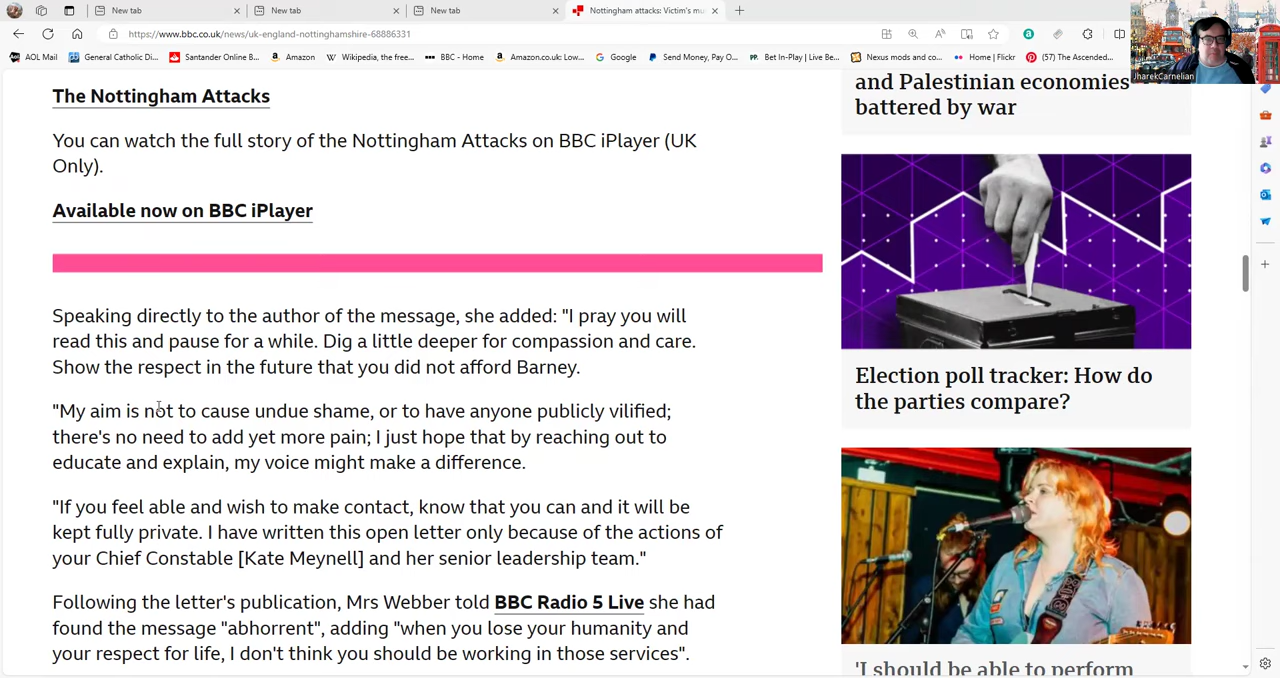 New tab
New tab
New tab
Nottingham attacks: Victim's mu
https://www.bbc.co.uk/news/uk-england-nottinghamshire-68886331
AOL Mail
General Catholic Di...
Santander Online B...
Amazon
Wikipedia, the free...
BBC - Home
Amazon.co.uk: Low...
Google
Send Money, Pay O...
Bet In-Play | Live Be...
Nexus mods and co...
Home | Flickr
(57) The Ascended...
JharekCarnelian
The Nottingham Attacks
You can watch the full story of the Nottingham Attacks on BBC iPlayer (UK
Only).
Available now on BBC iPlayer
Speaking directly to the author of the message, she added: "I pray you will
read this and pause for a while. Dig a little deeper for compassion and care.
Show the respect in the future that you did not afford Barney.
"My aim is not to cause undue shame, or to have anyone publicly vilified;
there's no need to add yet more pain; I just hope that by reaching out to
educate and explain, my voice might make a difference.
"If you feel able and wish to make contact, know that you can and it will be
kept fully private. I have written this open letter only because of the actions of
your Chief Constable [Kate Meynell] and her senior leadership team."
Following the letter's publication, Mrs Webber told BBC Radio 5 Live she had
found the message "abhorrent", adding "when you lose your humanity and
your respect for life, I don't think you should be working in those services".
and Palestinian economies
battered by war
Election poll tracker: How do
the parties compare?
'I should be able to perform